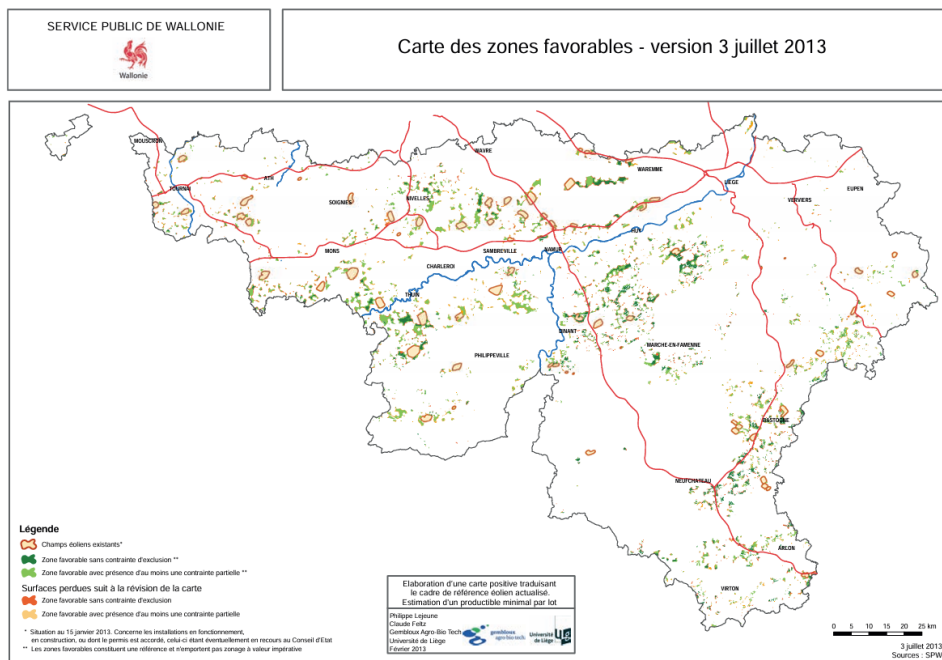 SERVICE PUBLIC DE WALLONIE
Wallonie
Carte des zones favorables - version 3 juillet 2013
MOUSCRON
WAVRE
WAREMME
ATH
TOURNAI
LIEGE
EUPEN
SOIGNIES
NIVELLES
VERVIERS
HUY
MONS
SAMBREVILLE
NAMUR
CHARLEROI
THUIN
DINANT
MARCHE-EN-FAMENNE
PHILIPPEVILLE
BASTOGNE
NEUFCHATEAU
ARLON
VIRTON
Légende
Champs éoliens existants*
Zone favorable sans contrainte d'exclusion **
Zone favorable avec présence d'au moins une contrainte partielle **
Surfaces perdues suit à la révision de la carte
Zone favorable sans contrainte d'exclusion
Zone favorable avec présence d'au moins une contrainte partielle
* Situation au 15 janvier 2013. Concerne les installations en fonctionnement,
en construction, ou dont le permis est accordé, celui-ci étant éventuellement en recours au Conseil d'Etat
** Les zones favorables constituent une référence et n'emportent pas zonage à valeur impérative
Elaboration d'une carte positive traduisant
le cadre de référence éolien actualisé.
Estimation d'un productible minimal par lot
Philippe Lejeune
Claude Feltz
Gembloux Agro-Bio Tech
Université de Liège
Février 2013
gembloux
agro-bio tech
Université
de Liège
0 5 10 15 20 25 km
3 juillet 2013
Sources : SPW